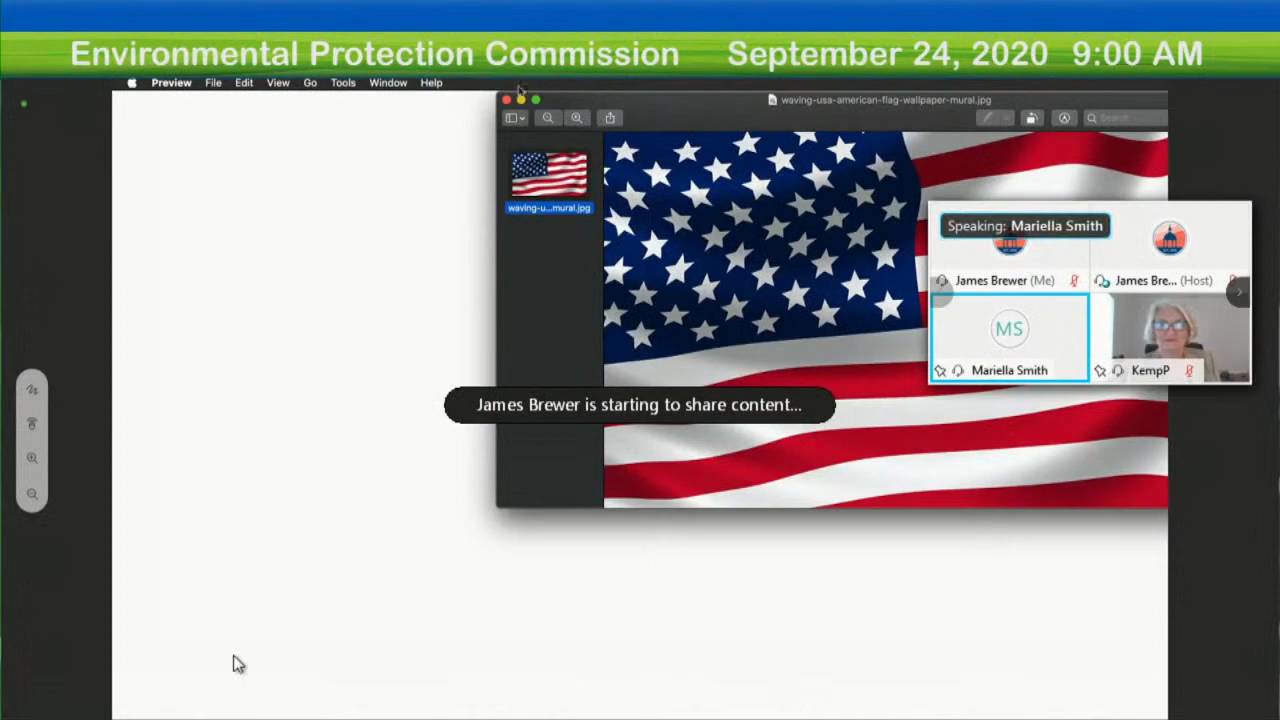 Environmental Protection Commission September 24, 2020 9:00 AM
Preview File Edit View Go Tools Window Help
waving-usa-american-flag-wallpaper-mural.jpg
Search
waving-u...mural.jpg
Speaking: Mariella Smith
James Brewer (Me)
James Bre... (Host)
MS
Mariella Smith
KempP
James Brewer is starting to share content...